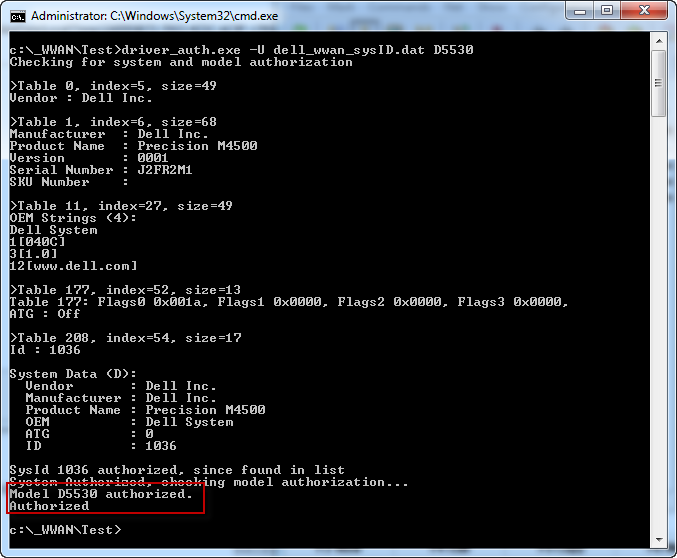 Administrator: C:\Windows\System32\cmd.exe
c:\_WWAN\Test>driver_auth.exe -U dell_wwan_sysID.dat D5530
Checking for system and model authorization
>Table 0, index=5, size=49
Vendor : Dell Inc.
>Table 1, index=6, size=68
Manufacturer  : Dell Inc.
Product Name  : Precision M4500
Version       : 0001
Serial Number : J2FR2M1
SKU Number    :
>Table 11, index=27, size=49
OEM Strings (4):
Dell System
1[040C]
3[1.0]
12[www.dell.com]
>Table 177, index=52, size=13
Table 177: Flags0 0x001a, Flags1 0x0000, Flags2 0x0000, Flags3 0x0000,
ATG : Off
>Table 208, index=54, size=17
Id : 1036
System Data (D):
  Vendor       : Dell Inc.
  Manufacturer : Dell Inc.
  Product Name : Precision M4500
  OEM          : Dell System
  ATG          : 0
  ID           : 1036
SysId 1036 authorized, since found in list
System Authorized, checking model authorization...
Model D5530 authorized.
Authorized
c:\_WWAN\Test>